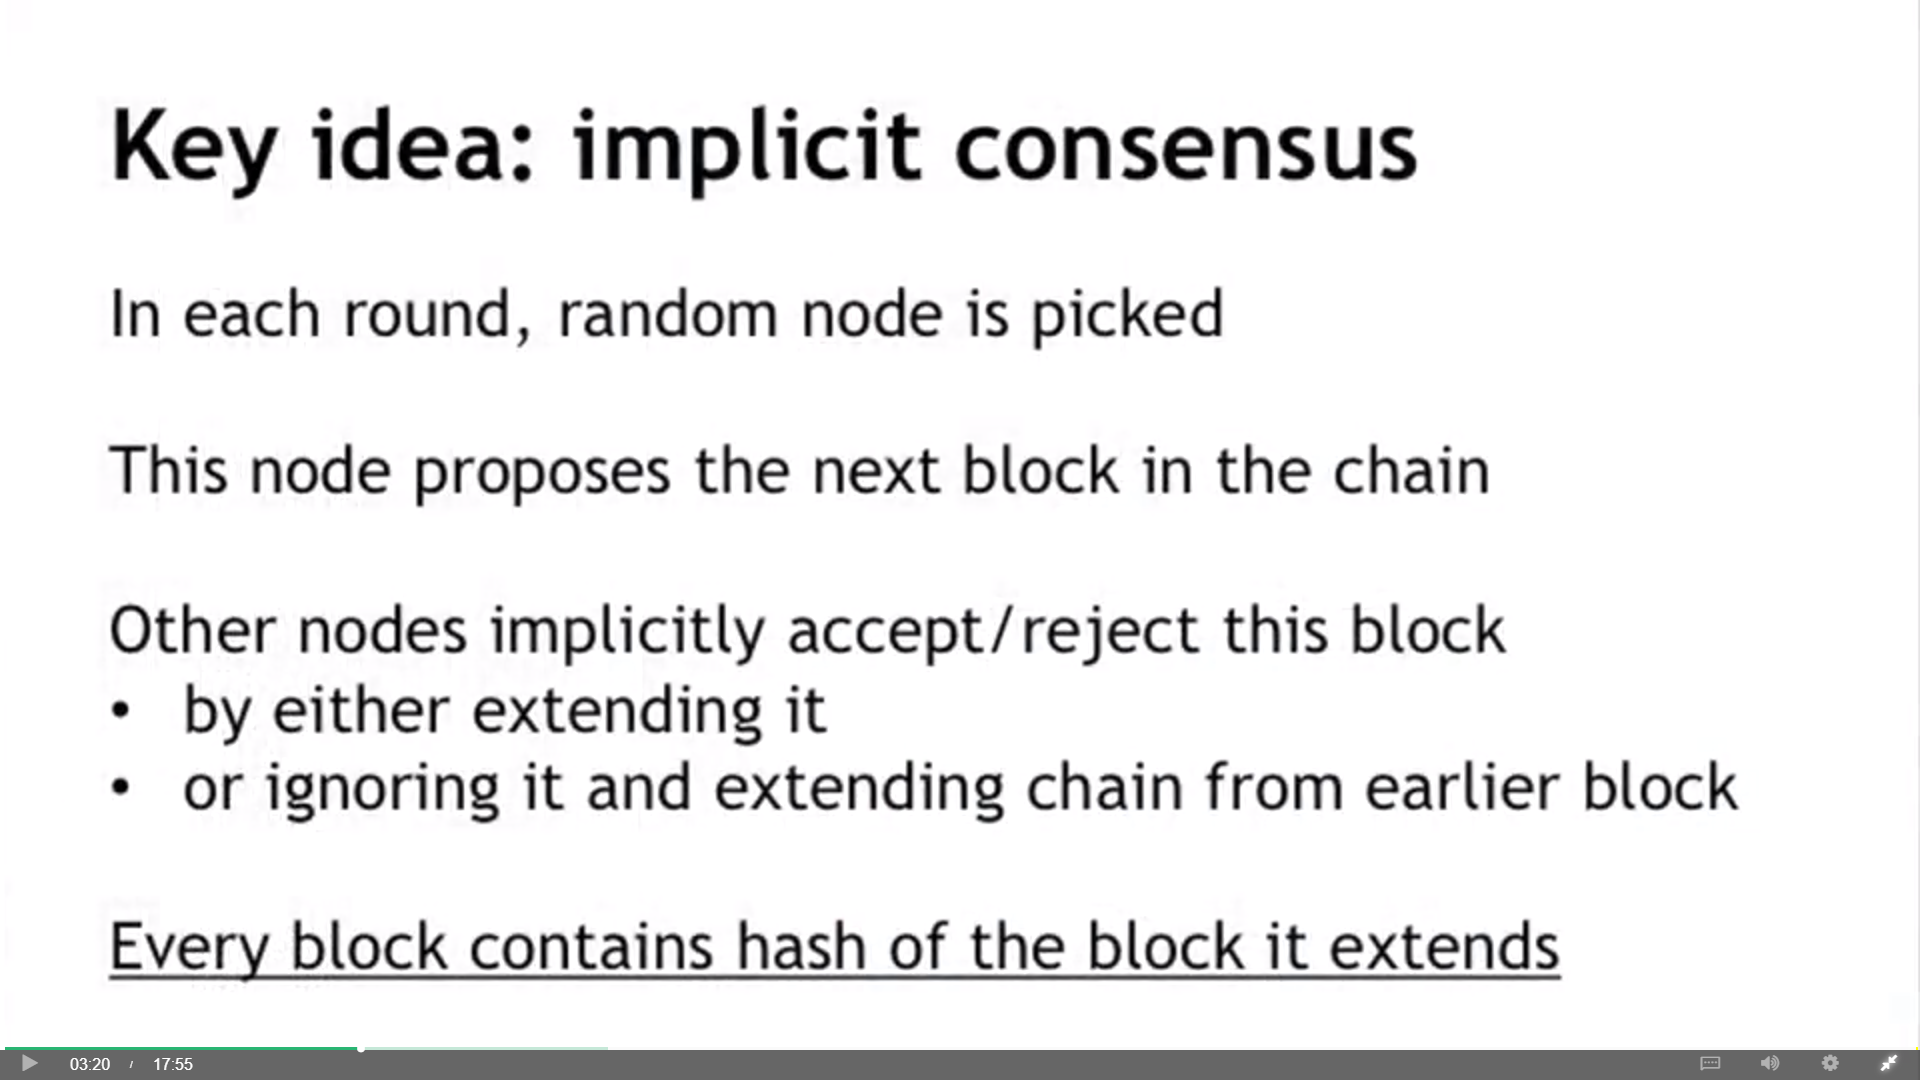 Key idea: implicit consensus
In each round, random node is picked
This node proposes the next block in the chain
Other nodes implicitly accept/reject this block
• by either extending it
• or ignoring it and extending chain from earlier block
Every block contains hash of the block it extends
03:20 / 17:55